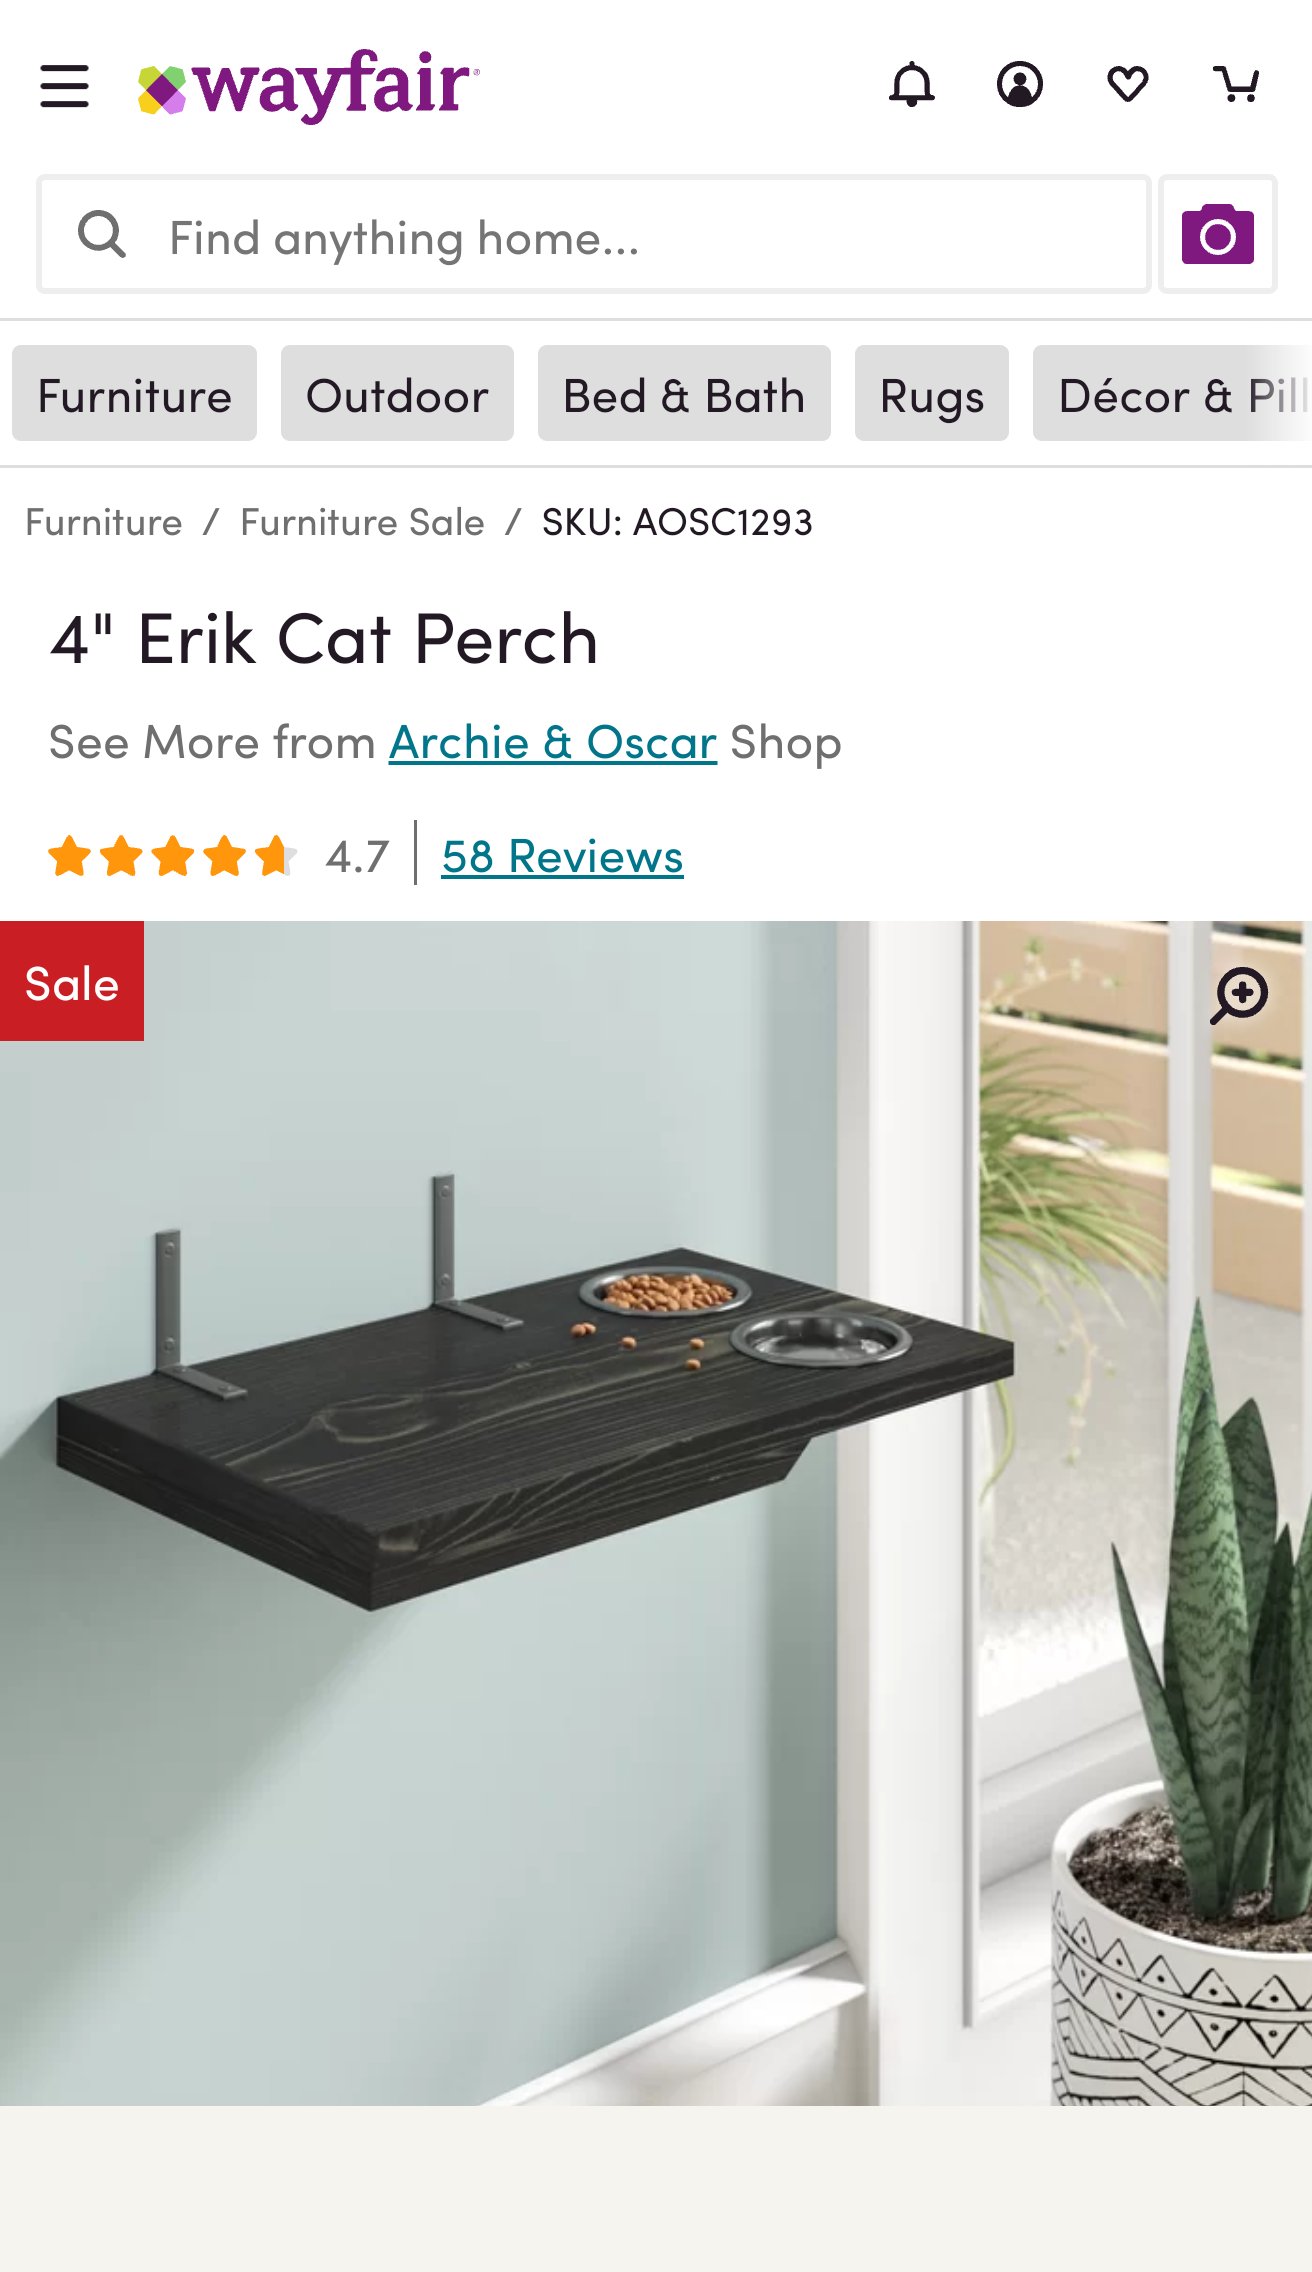 wayfair
Find anything home...
Furniture Outdoor Bed & Bath Rugs Décor & Pill
Furniture / Furniture Sale / SKU: AOSC1293
4" Erik Cat Perch
See More from Archie & Oscar Shop
4.7 58 Reviews
Sale